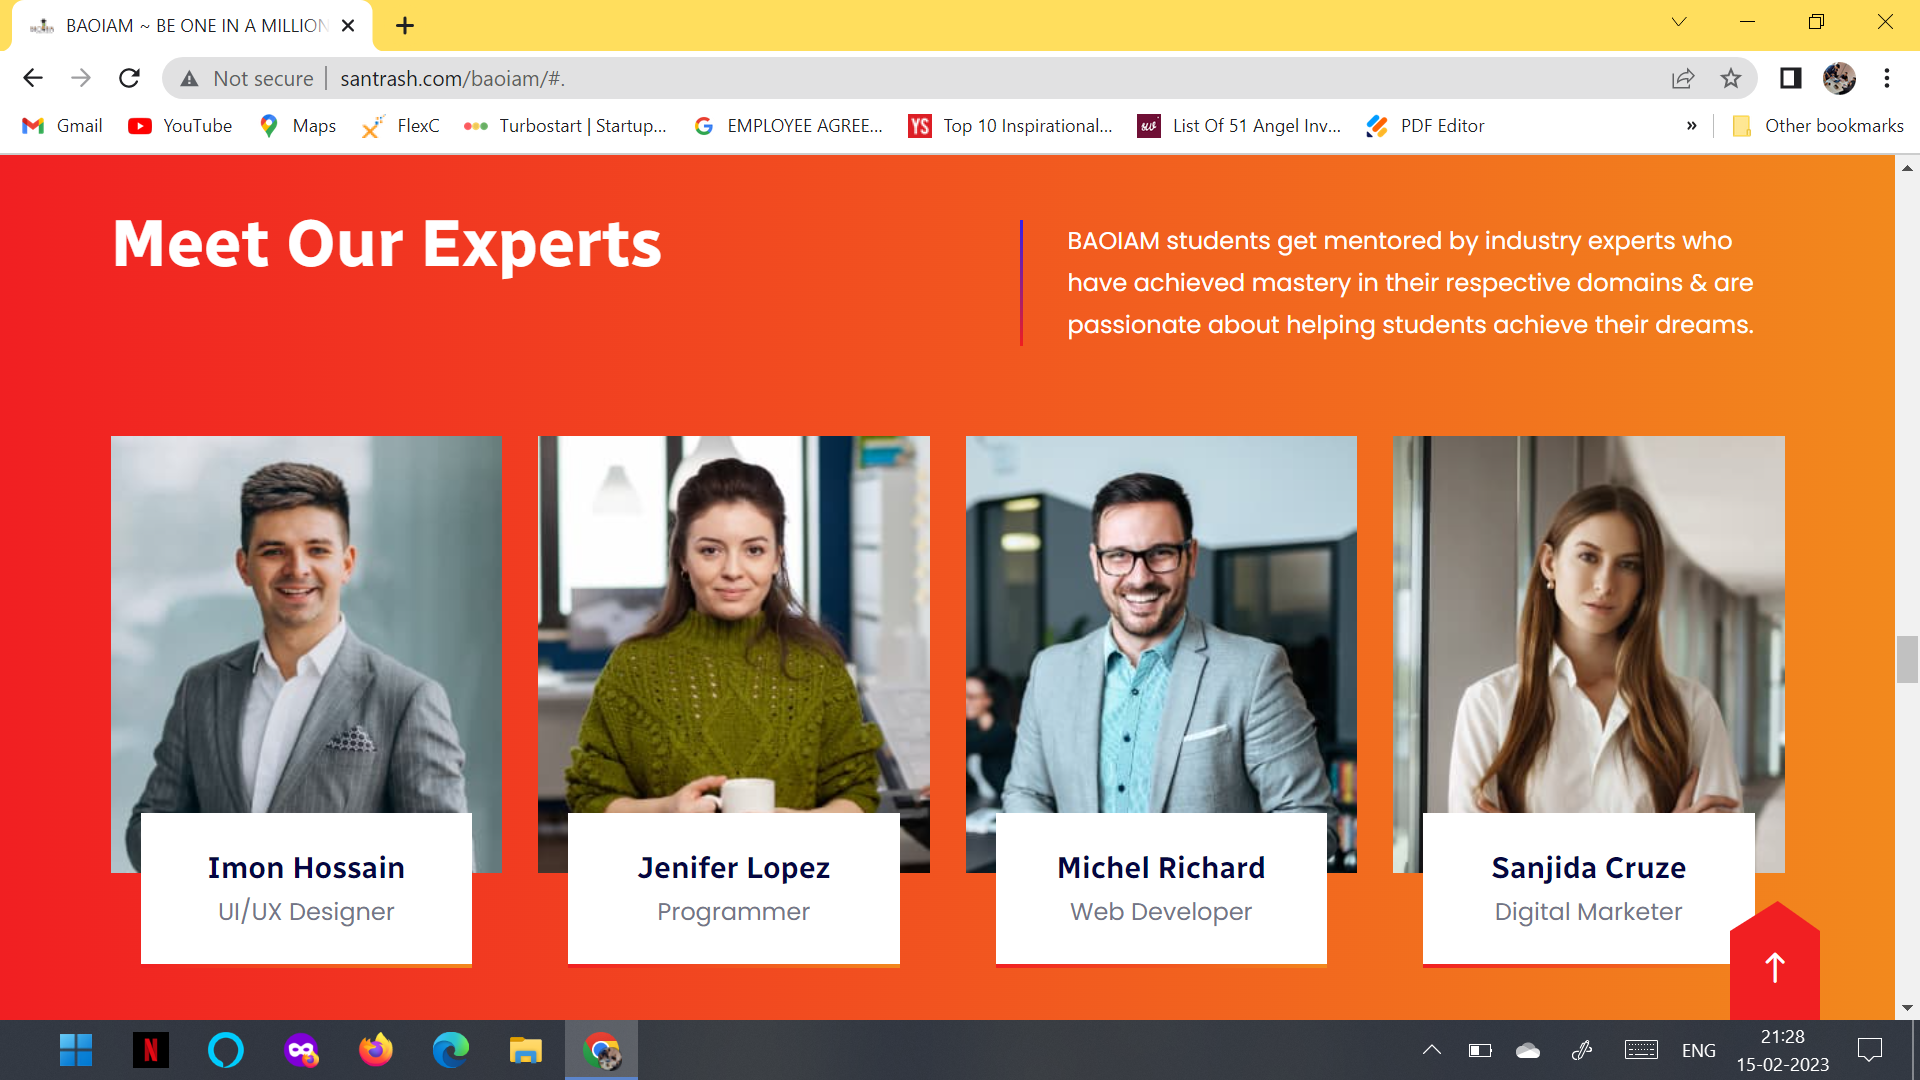 BAOIAM ~ BE ONE IN A MILLION
Not secure santrash.com/baoiam/#.
Gmail YouTube Maps FlexC Turbostart | Startup... EMPLOYEE AGREE... YS Top 10 Inspirational... List Of 51 Angel Inv... PDF Editor » Other bookmarks
Meet Our Experts
BAOIAM students get mentored by industry experts who
have achieved mastery in their respective domains & are
passionate about helping students achieve their dreams.
Imon Hossain
UI/UX Designer
Jenifer Lopez
Programmer
Michel Richard
Web Developer
Sanjida Cruze
Digital Marketer
N
ENG
21:28
15-02-2023